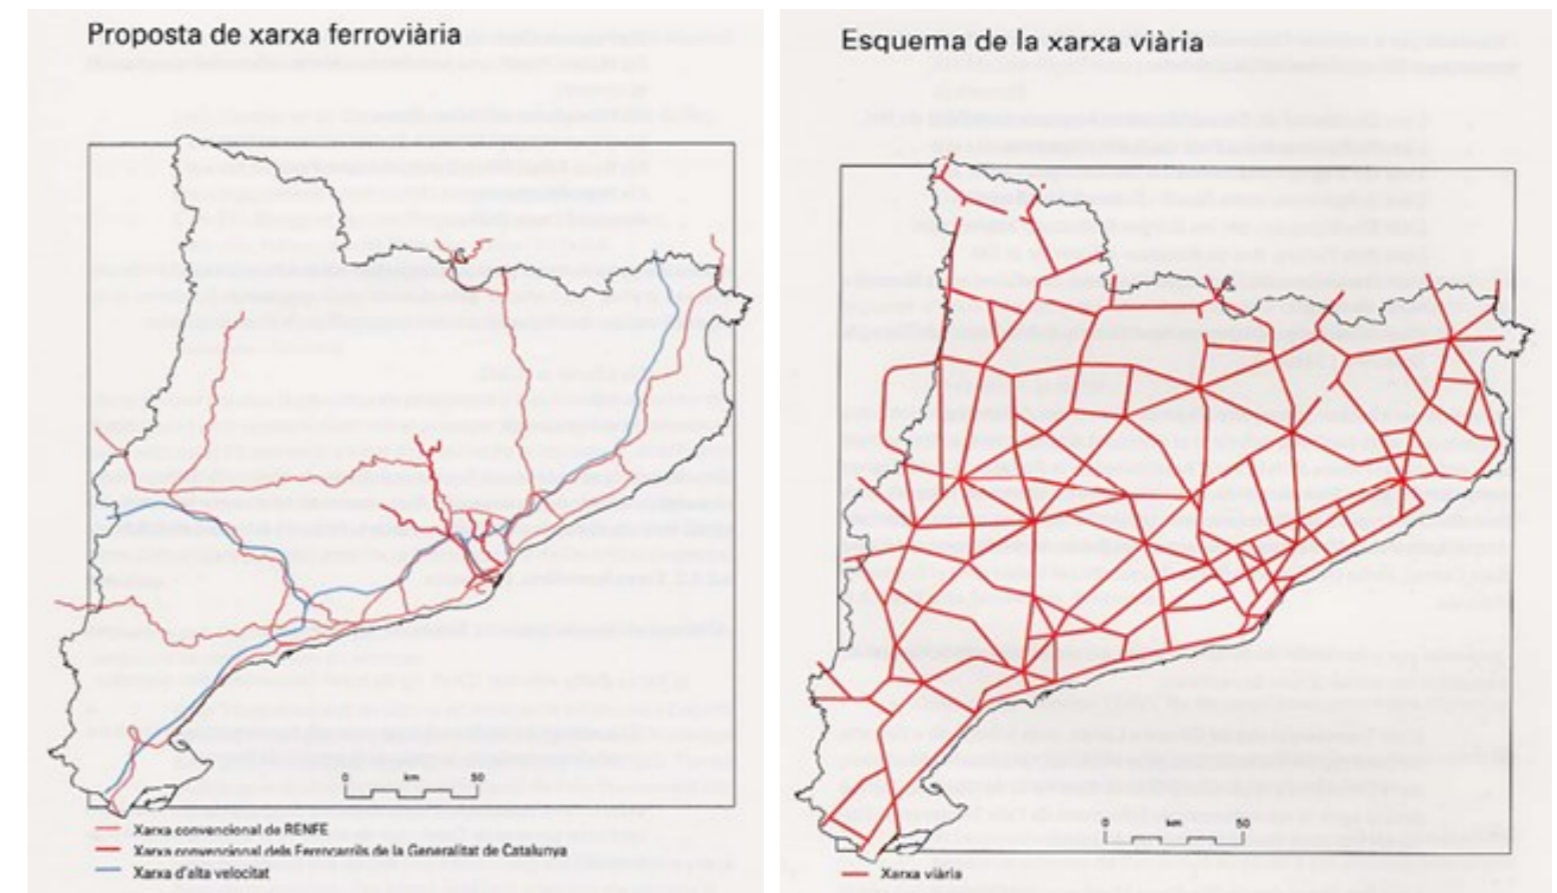 Proposta de xarxa ferroviària
0 km 50
Xarxa convencional de RENFE
Xarxa convencional dels Ferrocarrils de la Generalitat de Catalunya
Xarxa d'alta velocitat
Esquema de la xarxa viària
0 km 50
Xarxa viària